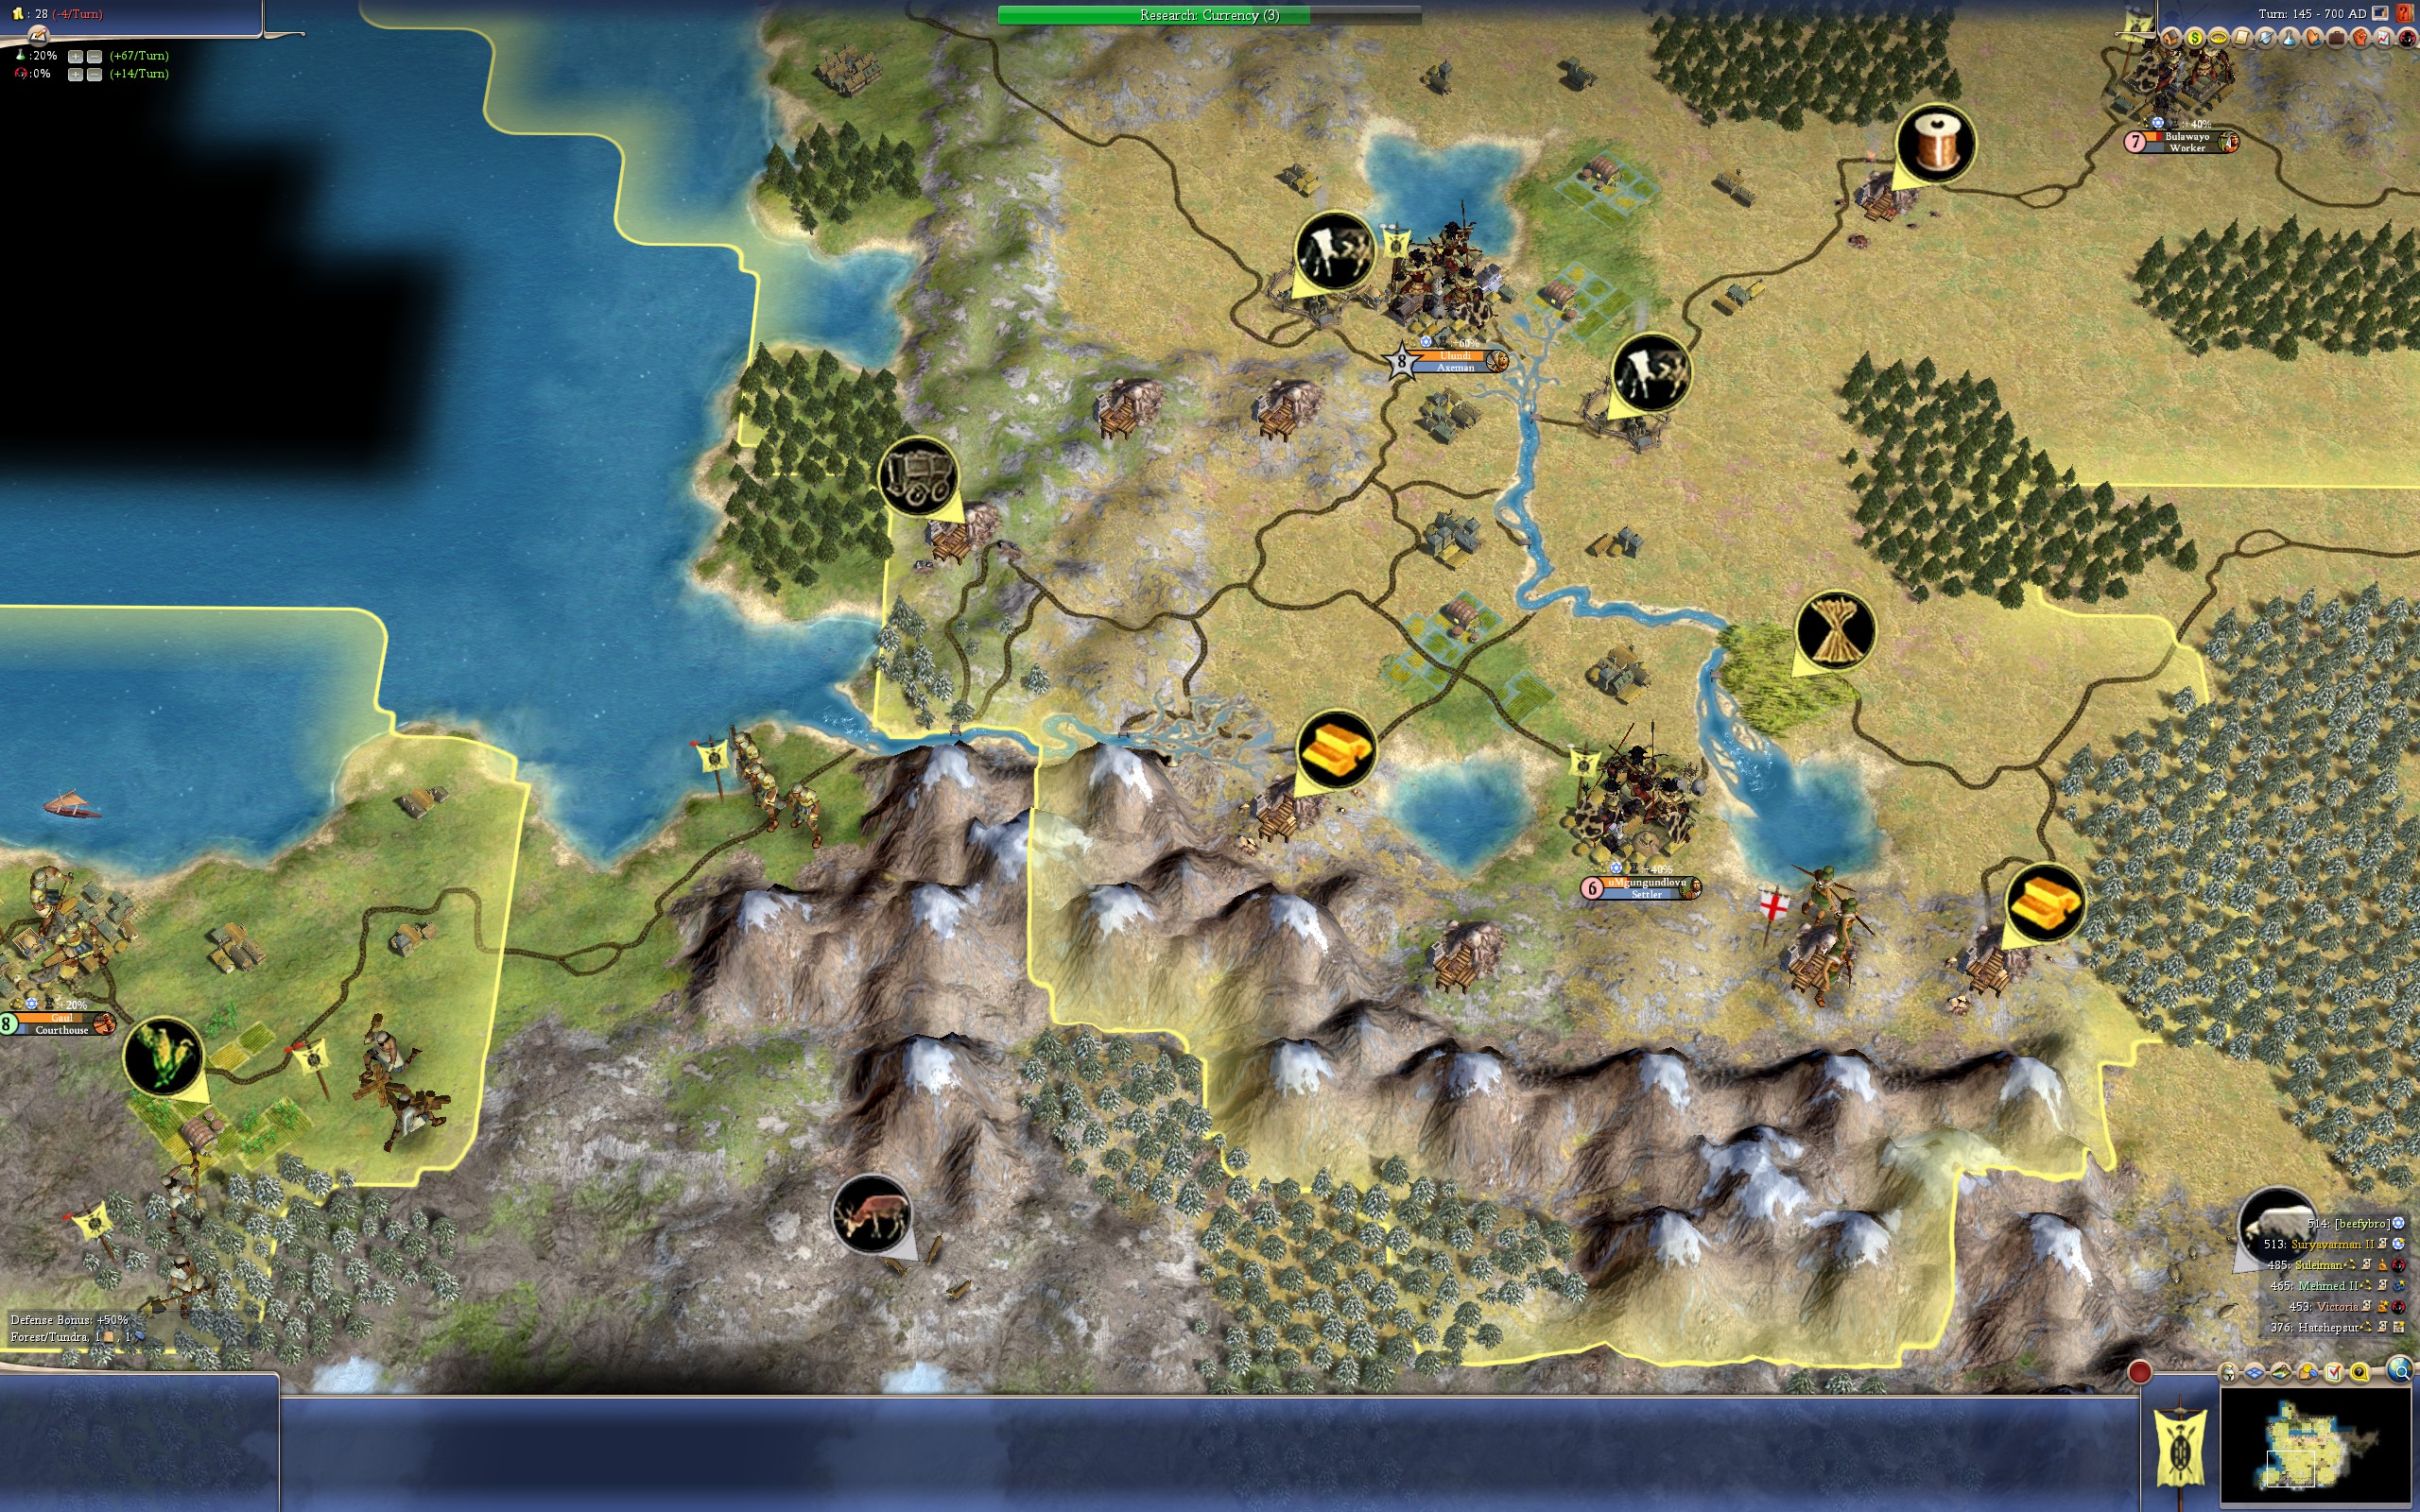 : 28 (-4/Turn)
Research: Currency (3)
Turn: 145 - 700 AD
:20% (+67/Turn)
:0% (+14/Turn)
+40%
7 Bulawayo
Worker
+60%
8 Ulundi
Axeman
+40%
6 uMgungundlovu
Settler
+20%
8 Gaul
Courthouse
514: [beefybro]
513: Suryavarman II
485: Suleiman
465: Mehmed II
453: Victoria
376: Hatshepsut
Defense Bonus: +50%
Forest/Tundra, 1 , 1